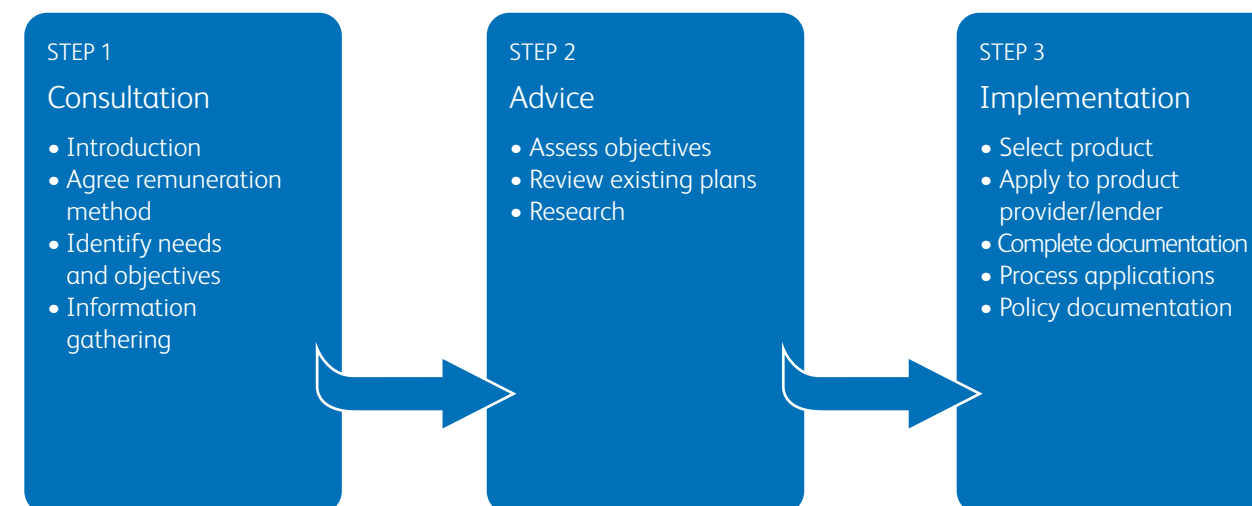 STEP 1
Consultation
• Introduction
• Agree remuneration
method
• Identify needs
and objectives
• Information
gathering
STEP 2
Advice
• Assess objectives
• Review existing plans
• Research
STEP 3
Implementation
• Select product
• Apply to product
provider/lender
• Complete documentation
• Process applications
• Policy documentation